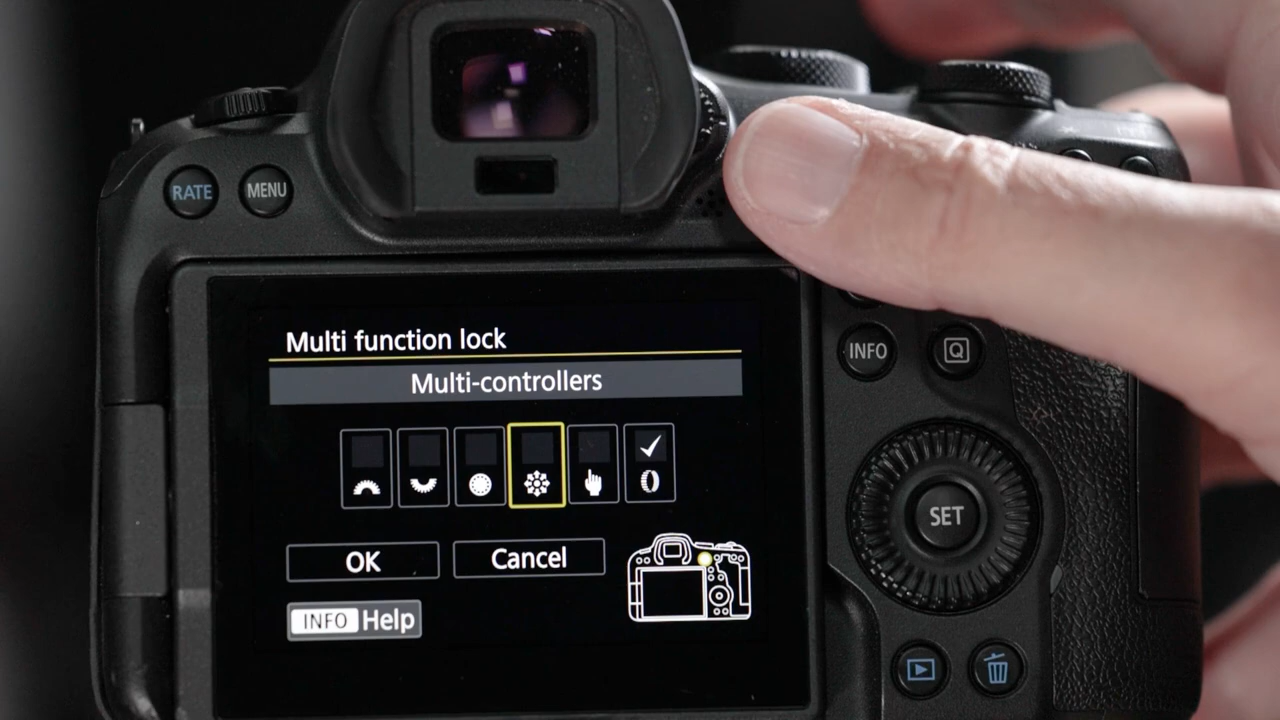 RATE MENU
INFO Q
Multi function lock
Multi-controllers
SET
OK Cancel
INFO Help